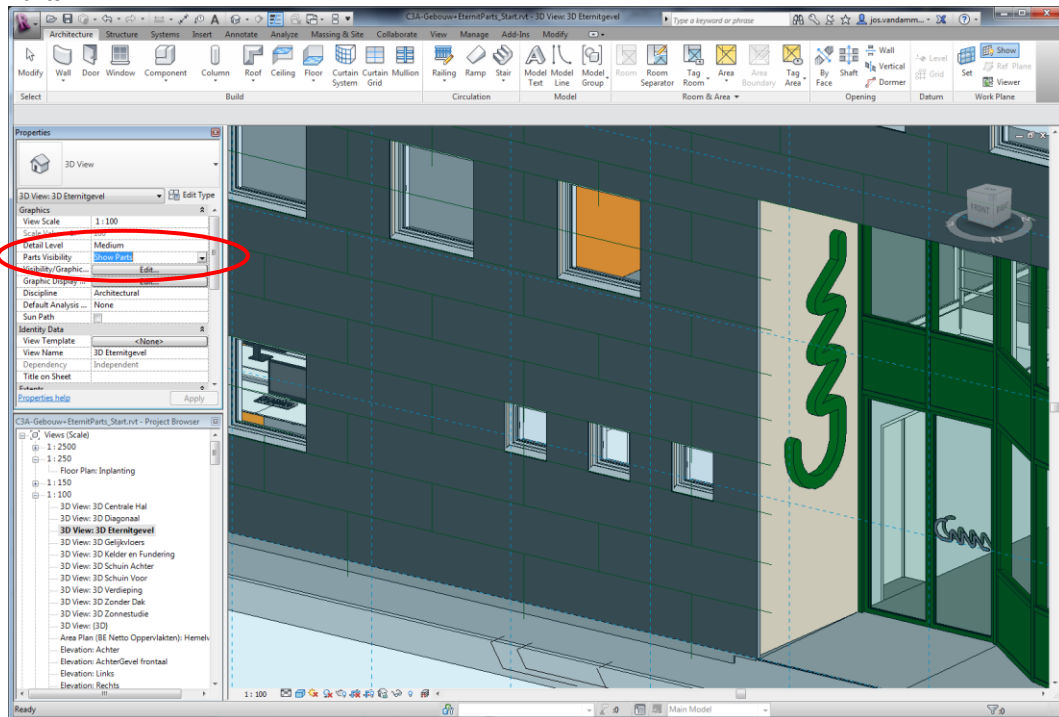 C3A-Gebouw+EternitParts_Start.rvt - 3D View: 3D Eternitgevel
Type a keyword or phrase
jos.vandamm...
Architecture Structure Systems Insert Annotate Analyze Massing & Site Collaborate View Manage Add-Ins Modify
Modify Wall Door Window Component Column Roof Ceiling Floor Curtain System Curtain Grid Mullion Railing Ramp Stair Model Text Model Line Model Group Room Room Separator Tag Room Area Area Boundary Tag Area By Face Shaft Wall Vertical Dormer Level Grid Set Show Ref Plane Viewer
Select Build Circulation Model Room & Area Opening Datum Work Plane
Properties
3D View
3D View: 3D Eternitgevel Edit Type
Graphics
View Scale 1 : 100
Detail Level Medium
Parts Visibility Show Parts
Visibility/Graphic... Edit...
Graphic Display ... Edit...
Discipline Architectural
Default Analysis ... None
Sun Path
Identity Data
View Template <None>
View Name 3D Eternitgevel
Dependency Independent
Title on Sheet
Extents
Properties help Apply
C3A-Gebouw+EternitParts_Start.rvt - Project Browser
Views (Scale)
1 : 2500
1 : 250
Floor Plan: Inplanting
1 : 150
1 : 100
3D View: 3D Centrale Hal
3D View: 3D Diagonaal
3D View: 3D Eternitgevel
3D View: 3D Gelijkvloers
3D View: 3D Kelder en Fundering
3D View: 3D Schuin Achter
3D View: 3D Schuin Voor
3D View: 3D Verdieping
3D View: 3D Zonder Dak
3D View: 3D Zonnestudie
3D View: {3D}
Area Plan (BE Netto Oppervlakten): Hemelv
Elevation: Achter
Elevation: AchterGevel frontaal
Elevation: Links
Elevation: Rechts
FRONT
N
1 : 100
Ready
:0
Main Model
:0